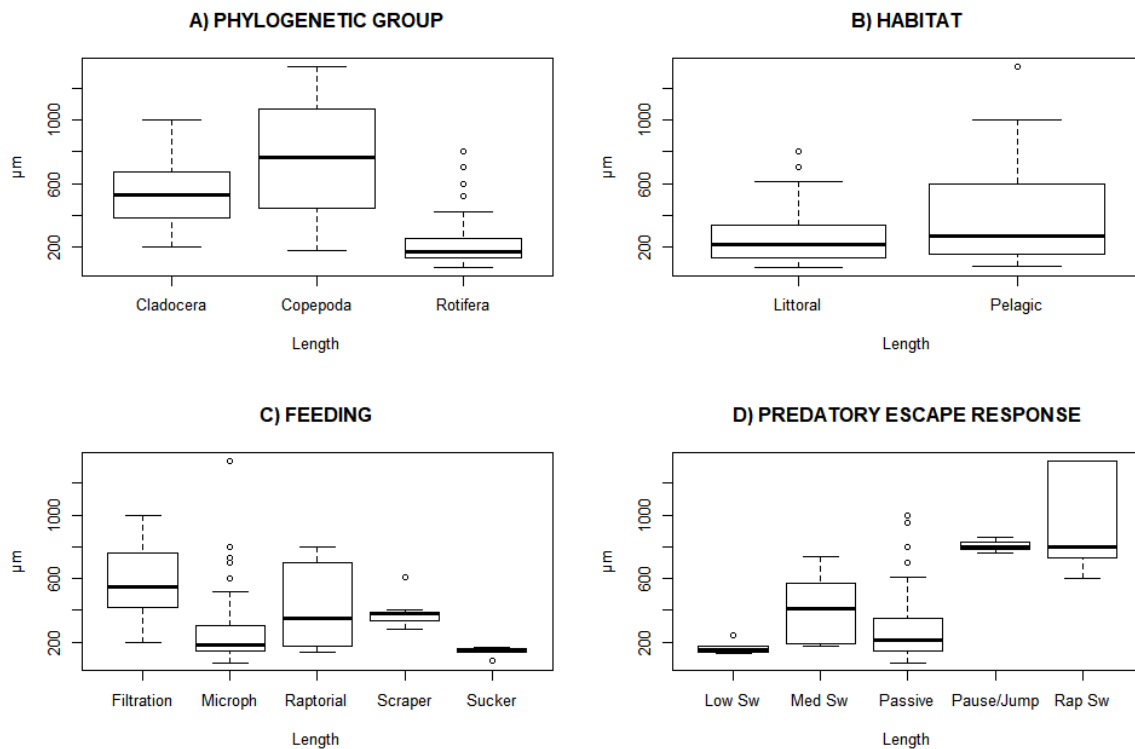 A) PHYLOGENETIC GROUP
µm
200 600 1000
Cladocera Copepoda Rotifera
Length
B) HABITAT
µm
200 600 1000
Littoral Pelagic
Length
C) FEEDING
µm
200 600 1000
Filtration Microph Raptorial Scraper Sucker
Length
D) PREDATORY ESCAPE RESPONSE
µm
200 600 1000
Low Sw Med Sw Passive Pause/Jump Rap Sw
Length